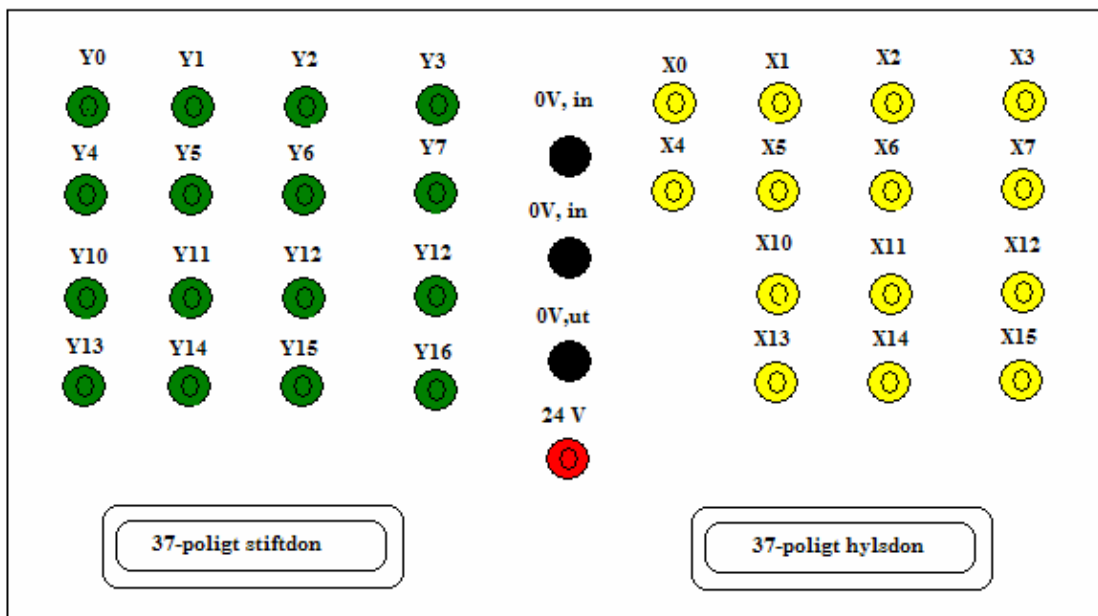 Y0 Y1 Y2 Y3
Y4 Y5 Y6 Y7
Y10 Y11 Y12 Y12
Y13 Y14 Y15 Y16
0V, in
0V, in
0V,ut
24 V
X0 X1 X2 X3
X4 X5 X6 X7
X10 X11 X12
X13 X14 X15
37-poligt stiftdon
37-poligt hylsdon